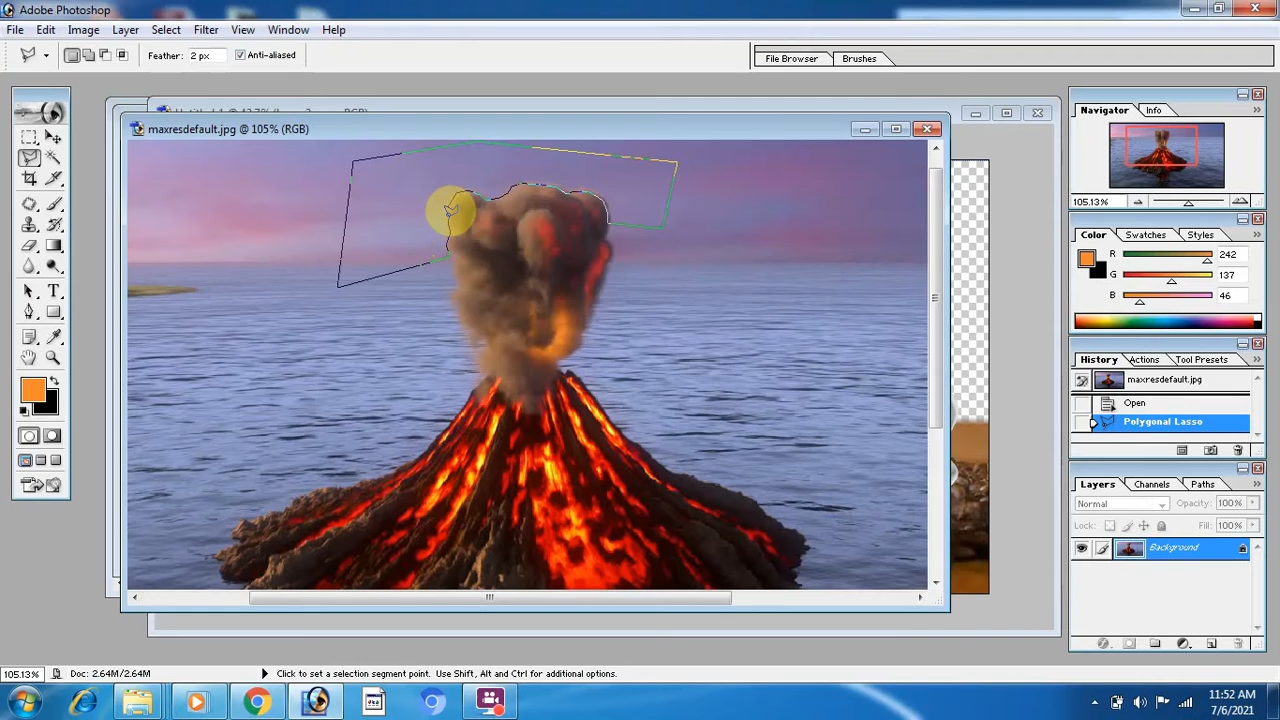 Adobe Photoshop
File Edit Image Layer Select Filter View Window Help
Feather: 2 px Anti-aliased
File Browser Brushes
maxresdefault.jpg @ 105% (RGB)
Navigator Info
105.13%
Color Swatches Styles
R 242
G 137
B 46
History Actions Tool Presets
maxresdefault.jpg
Open
Polygonal Lasso
Layers Channels Paths
Normal Opacity: 100%
Lock: Fill: 100%
Background
105.13% Doc: 2.64M/2.64M Click to set a selection segment point. Use Shift, Alt and Ctrl for additional options.
11:52 AM
7/6/2021